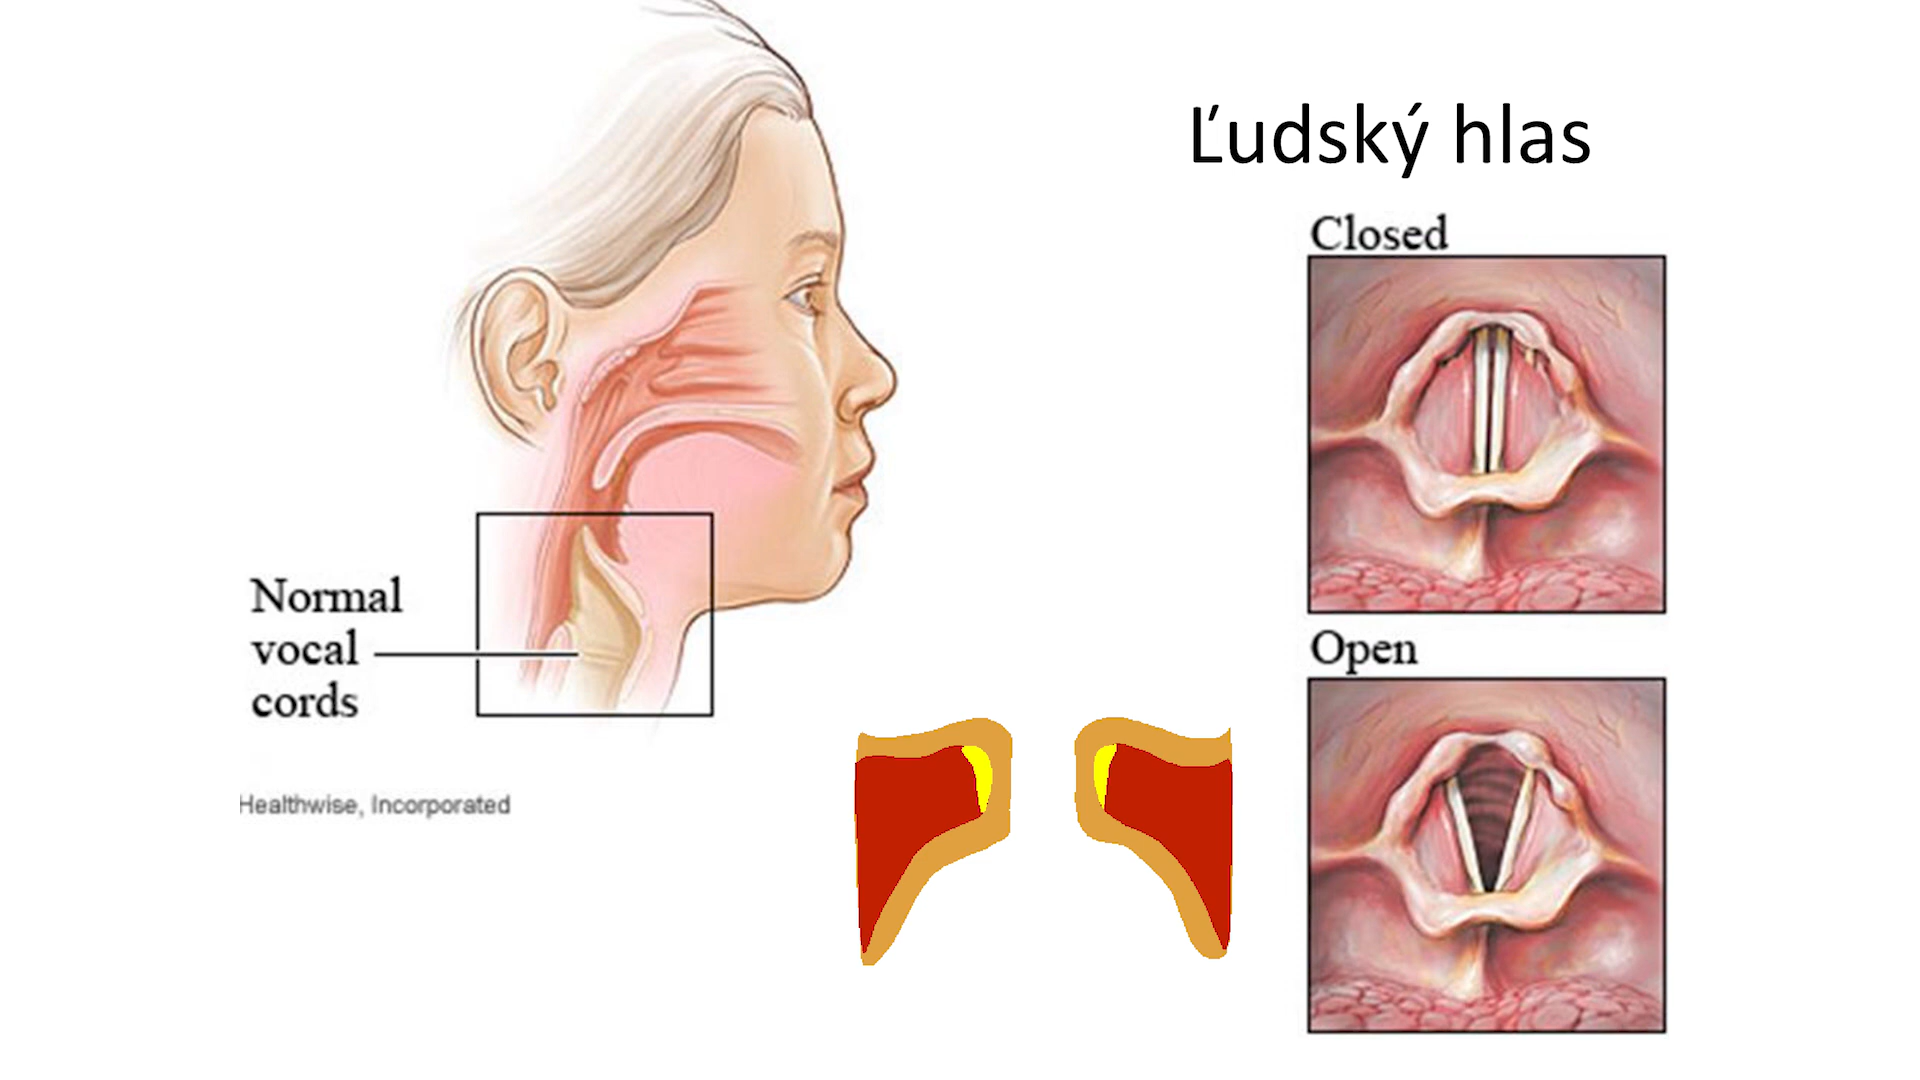 Ľudský hlas
Closed
Normal
vocal
cords
Open
Healthwise, Incorporated